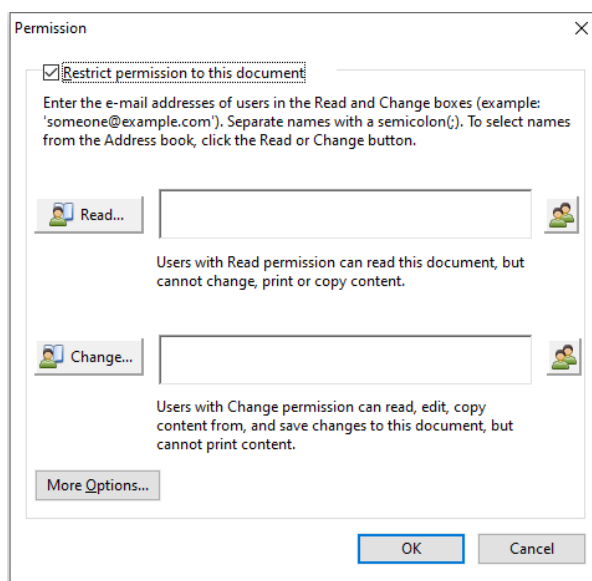 Permission
Restrict permission to this document
Enter the e-mail addresses of users in the Read and Change boxes (example:
'someone@example.com'). Separate names with a semicolon(;). To select names
from the Address book, click the Read or Change button.
Read...
Users with Read permission can read this document, but
cannot change, print or copy content.
Change...
Users with Change permission can read, edit, copy
content from, and save changes to this document, but
cannot print content.
More Options...
OK Cancel